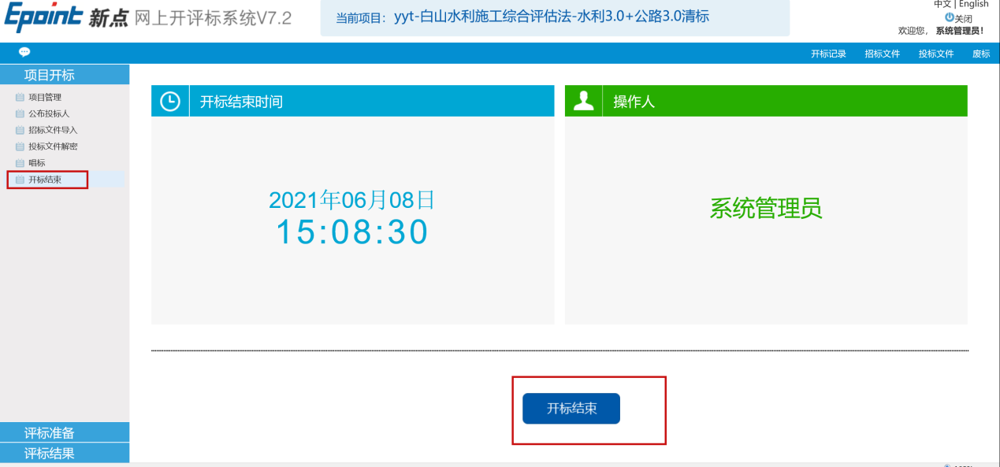 Epoint 新点 网上开评标系统V7.2
当前项目: yyt-白山水利施工综合评估法-水利3.0+公路3.0清标
中文 | English
关闭
欢迎您, 系统管理员!
开标记录 招标文件 投标文件 废标
项目开标
项目管理
公布投标人
招标文件导入
投标文件解密
唱标
开标结束
开标结束时间
2021年06月08日
15:08:30
操作人
系统管理员
开标结束
评标准备
评标结果